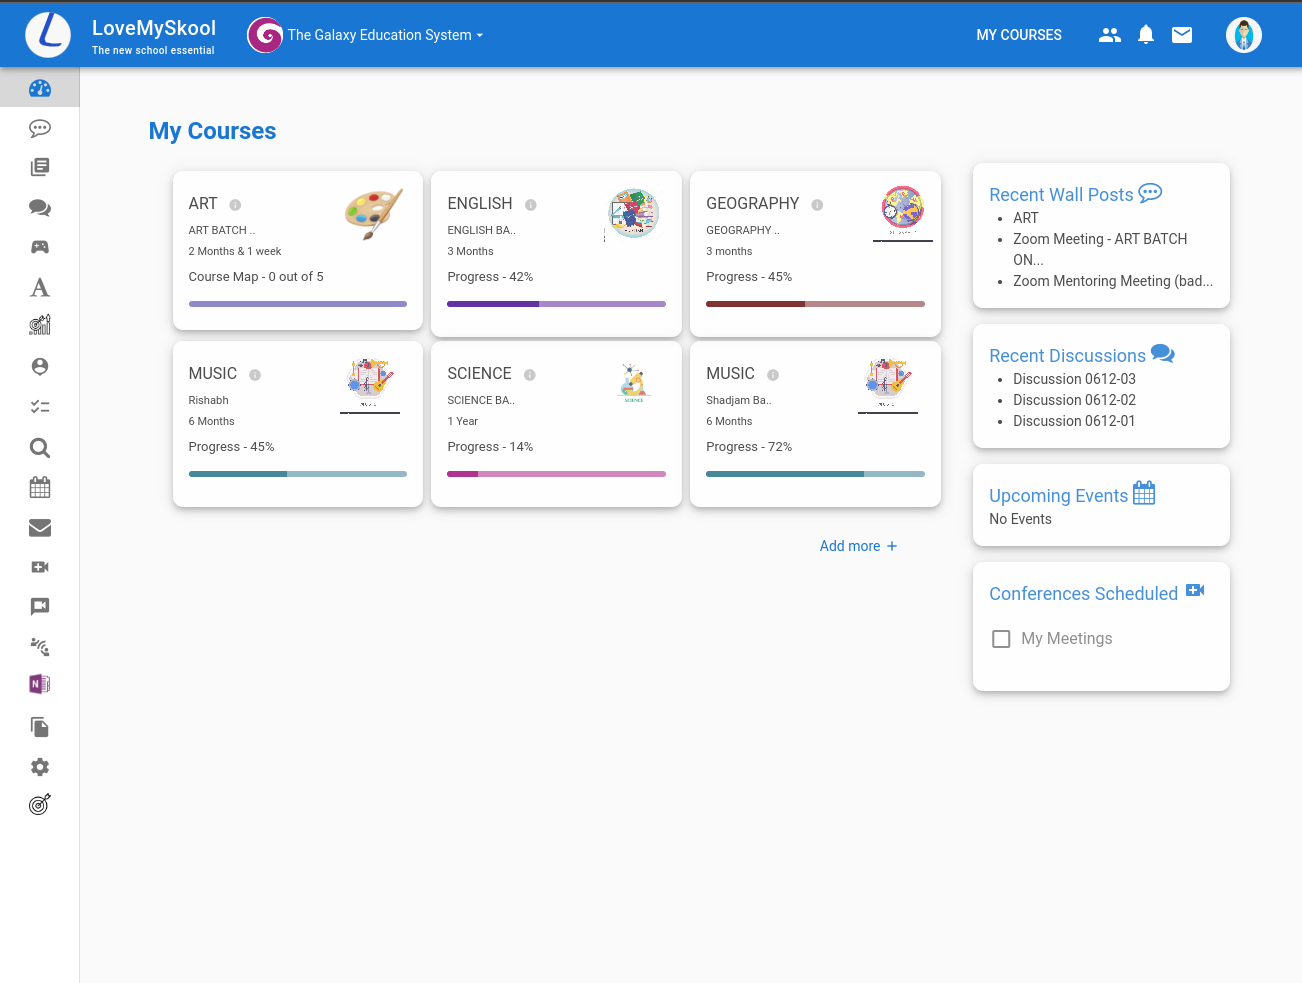 LoveMySkool
The new school essential
The Galaxy Education System
MY COURSES
My Courses
ART
ART BATCH ..
2 Months & 1 week
Course Map - 0 out of 5
ENGLISH
ENGLISH BA..
3 Months
Progress - 42%
GEOGRAPHY
GEOGRAPHY ..
3 months
Progress - 45%
MUSIC
Rishabh
6 Months
Progress - 45%
SCIENCE
SCIENCE BA..
1 Year
Progress - 14%
SCIENCE
MUSIC
Shadjam Ba..
6 Months
Progress - 72%
Add more +
Recent Wall Posts
ART
Zoom Meeting - ART BATCH
ON...
Zoom Mentoring Meeting (bad...
Recent Discussions
Discussion 0612-03
Discussion 0612-02
Discussion 0612-01
Upcoming Events
No Events
Conferences Scheduled
My Meetings